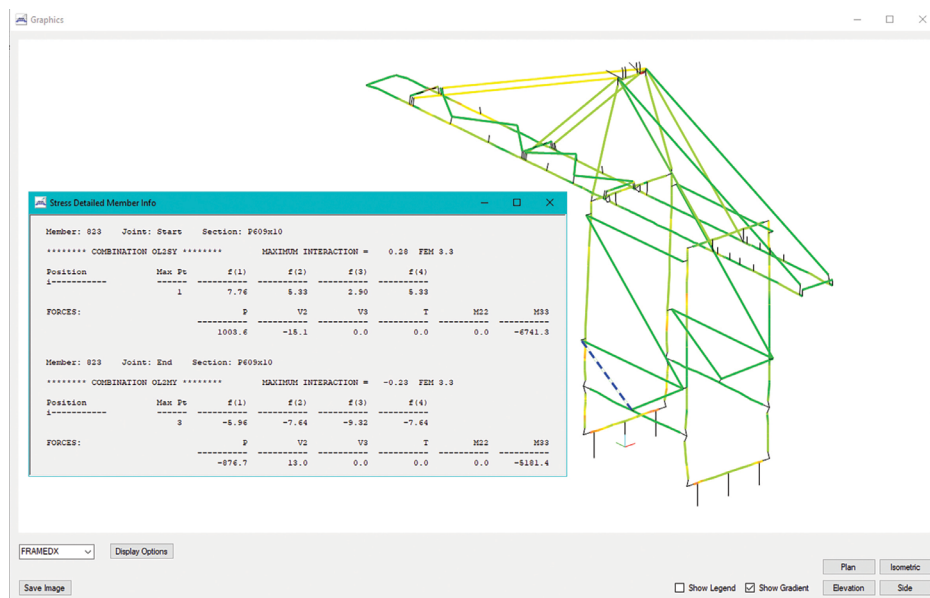 Graphics
Stress Detailed Member Info
Member: 823 Joint: Start Section: P609x10
******** COMBINATION OL2SY ******** MAXIMUM INTERACTION = 0.28 FEM 3.3
Position Max Pt f(1) f(2) f(3) f(4)
i----------- ------ ---------- ---------- ---------- ----------
1 7.76 5.33 2.90 5.33
FORCES: P V2 V3 T M22 M33
---------- ---------- ---------- ---------- ---------- ----------
1003.6 -15.1 0.0 0.0 0.0 -6741.3
Member: 823 Joint: End Section: P609x10
******** COMBINATION OL2MY ******** MAXIMUM INTERACTION = -0.23 FEM 3.3
Position Max Pt f(1) f(2) f(3) f(4)
i----------- ------ ---------- ---------- ---------- ----------
3 -5.96 -7.64 -9.32 -7.64
FORCES: P V2 V3 T M22 M33
---------- ---------- ---------- ---------- ---------- ----------
-876.7 13.0 0.0 0.0 0.0 -5181.4
FRAMEDX Display Options
Plan Isometric
Save Image Show Legend Show Gradient Elevation Side